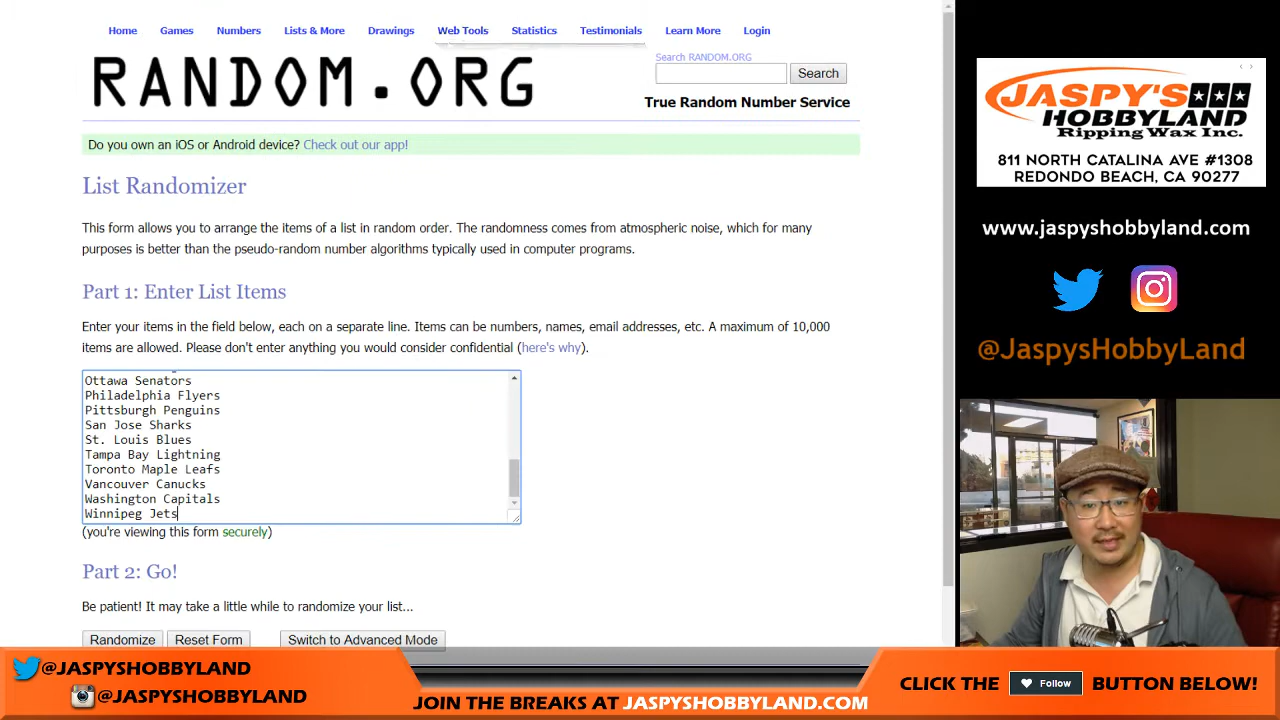 Home Games Numbers Lists & More Drawings Web Tools Statistics Testimonials Learn More Login
Search RANDOM.ORG
RANDOM.ORG
Search
True Random Number Service
Do you own an iOS or Android device? Check out our app!
List Randomizer
This form allows you to arrange the items of a list in random order. The randomness comes from atmospheric noise, which for many
purposes is better than the pseudo-random number algorithms typically used in computer programs.
Part 1: Enter List Items
Enter your items in the field below, each on a separate line. Items can be numbers, names, email addresses, etc. A maximum of 10,000
items are allowed. Please don't enter anything you would consider confidential (here's why).
Ottawa Senators
Philadelphia Flyers
Pittsburgh Penguins
San Jose Sharks
St. Louis Blues
Tampa Bay Lightning
Toronto Maple Leafs
Vancouver Canucks
Washington Capitals
Winnipeg Jets
(you're viewing this form securely)
Part 2: Go!
Be patient! It may take a little while to randomize your list...
Randomize Reset Form Switch to Advanced Mode
JASPY'S
HOBBYLAND
Ripping Wax Inc.
811 NORTH CATALINA AVE #1308
REDONDO BEACH, CA 90277
www.jaspyshobbyland.com
@JaspysHobbyLand
@JASPYSHOBBYLAND
@JASPYSHOBBYLAND
JOIN THE BREAKS AT JASPYSHOBBYLAND.COM
CLICK THE Follow BUTTON BELOW!